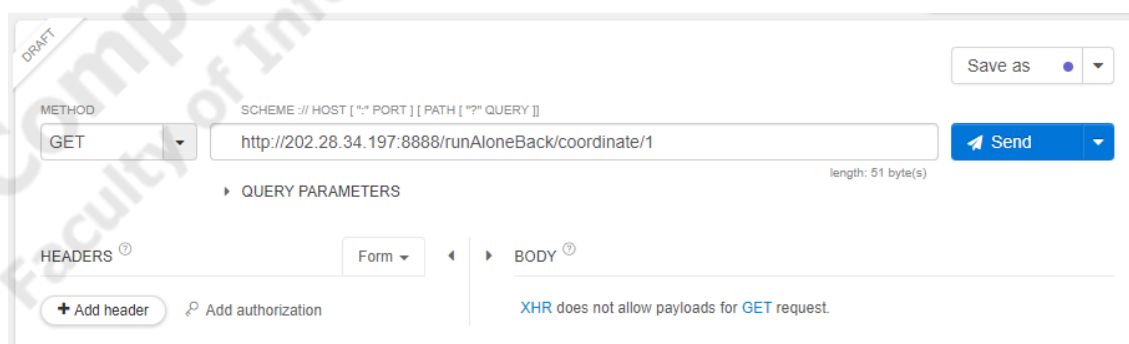 DRAFT
Save as
METHOD
SCHEME :// HOST [ ":" PORT ] [ PATH [ "?" QUERY ]]
GET
http://202.28.34.197:8888/runAloneBack/coordinate/1
Send
length: 51 byte(s)
QUERY PARAMETERS
HEADERS ?
Form
BODY ?
+ Add header
Add authorization
XHR does not allow payloads for GET request.
Faculty of